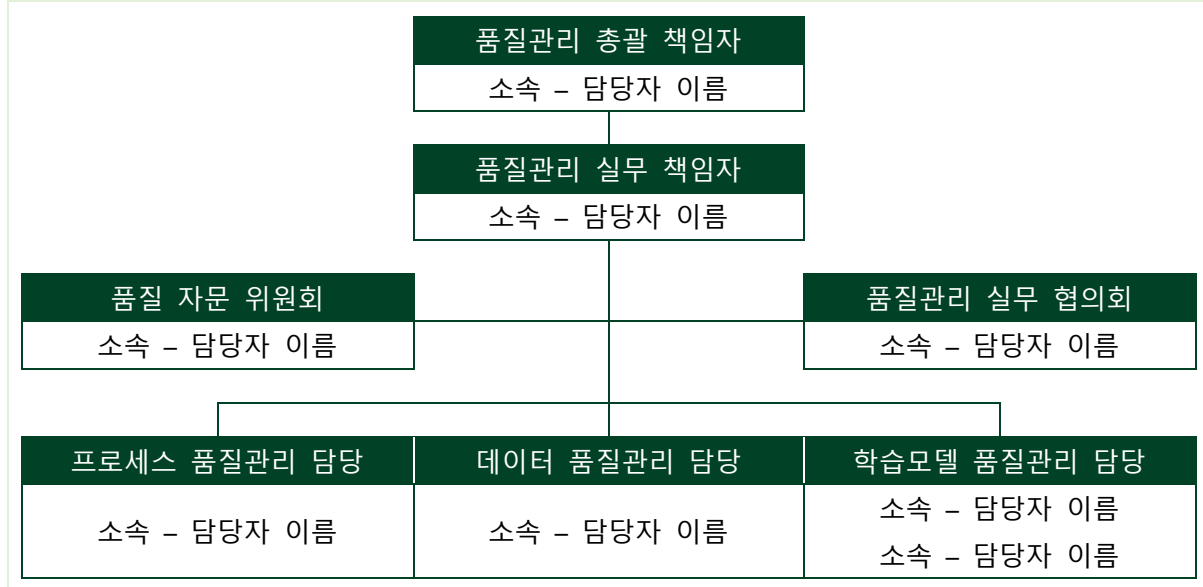 품질관리 총괄 책임자
소속 – 담당자 이름
품질관리 실무 책임자
소속 – 담당자 이름
품질 자문 위원회
소속 – 담당자 이름
품질관리 실무 협의회
소속 – 담당자 이름
프로세스 품질관리 담당
소속 – 담당자 이름
데이터 품질관리 담당
소속 – 담당자 이름
학습모델 품질관리 담당
소속 – 담당자 이름
소속 – 담당자 이름